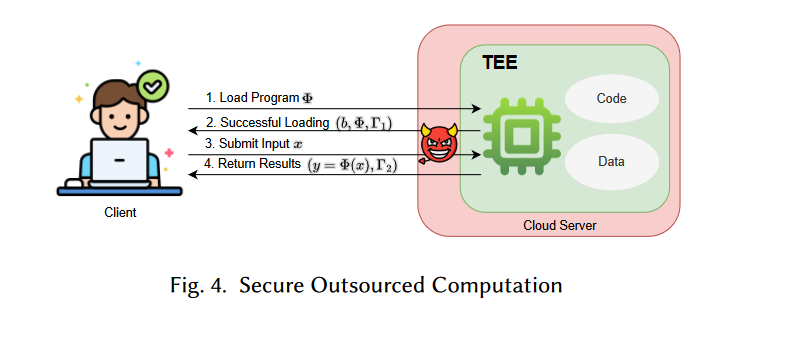 TEE
1. Load Program Φ
2. Successful Loading (b, Φ, Γ₁)
3. Submit Input x
4. Return Results (y = Φ(x), Γ₂)
Code
Data
Client
Cloud Server
Fig. 4. Secure Outsourced Computation